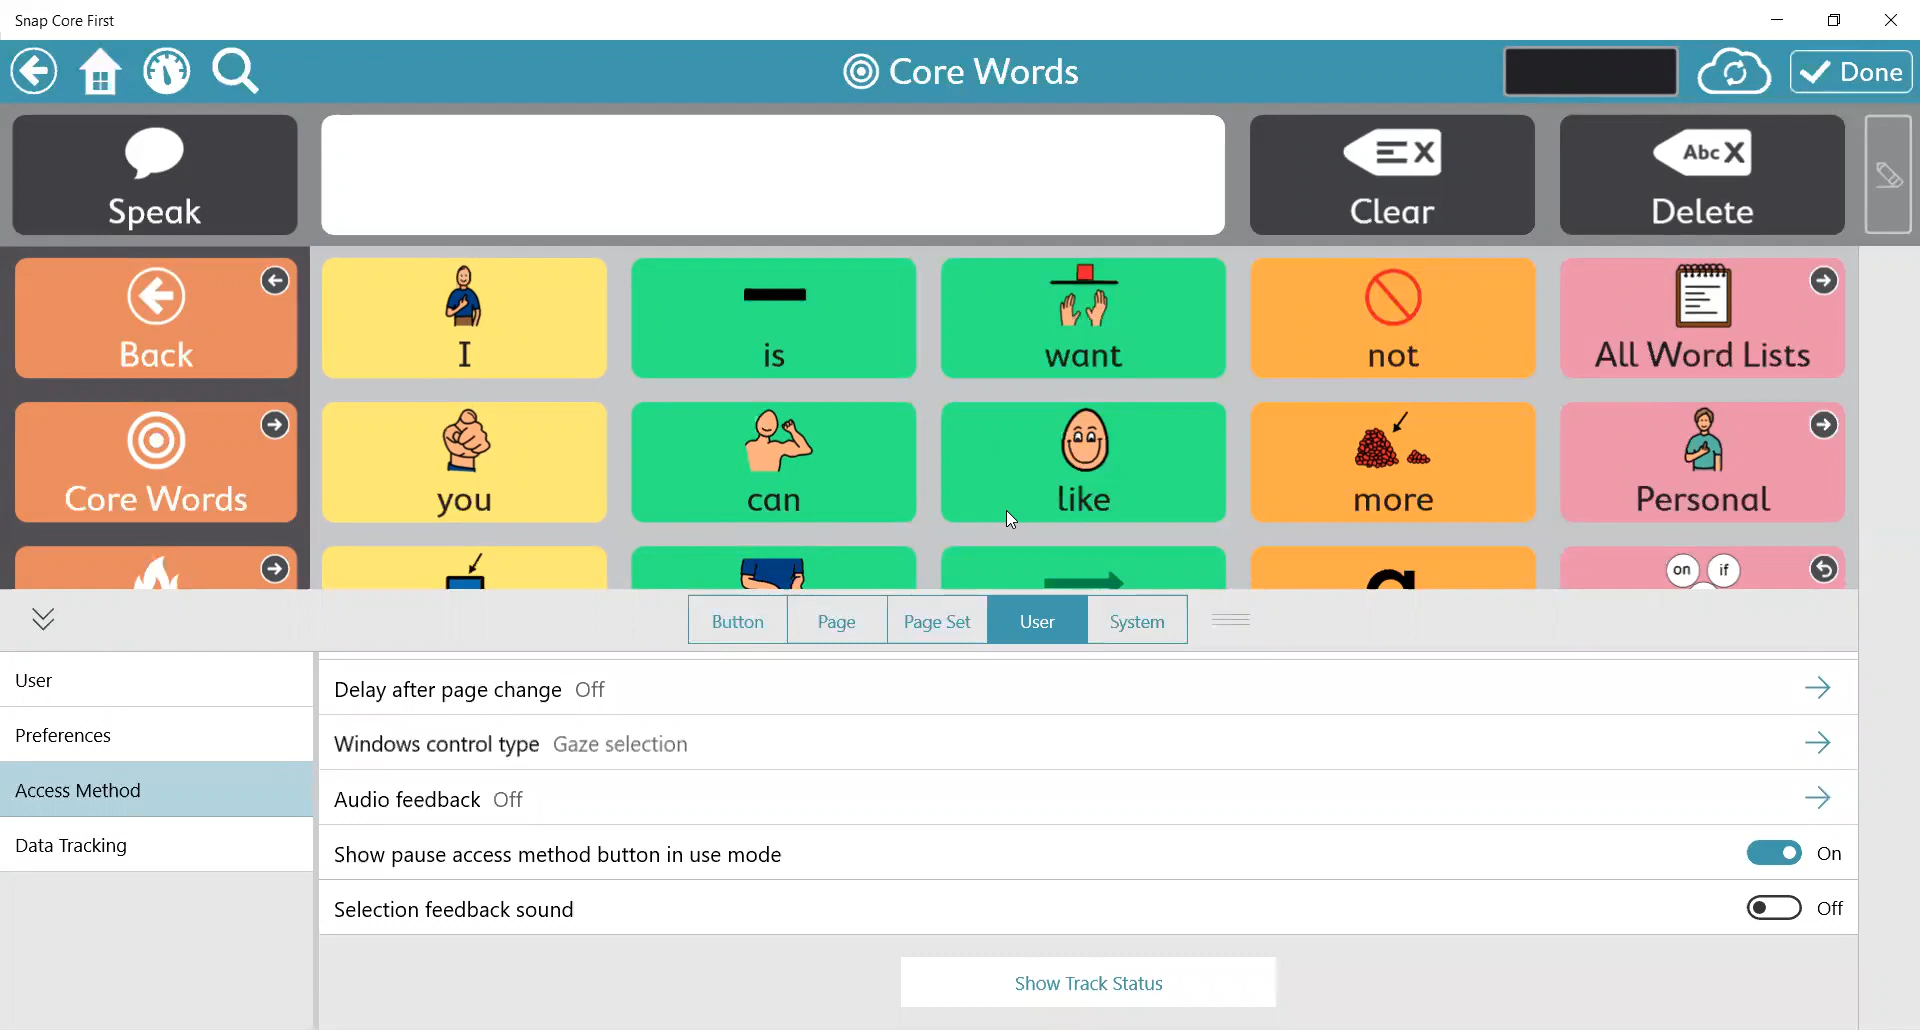 Snap Core First
Core Words
Done
Speak
Clear
Abc X
Delete
Back
I
is
want
not
All Word Lists
Core Words
you
can
like
more
Personal
on if
Button Page Page Set User System
User
Preferences
Access Method
Data Tracking
Delay after page change Off
Windows control type Gaze selection
Audio feedback Off
Show pause access method button in use mode On
Selection feedback sound Off
Show Track Status